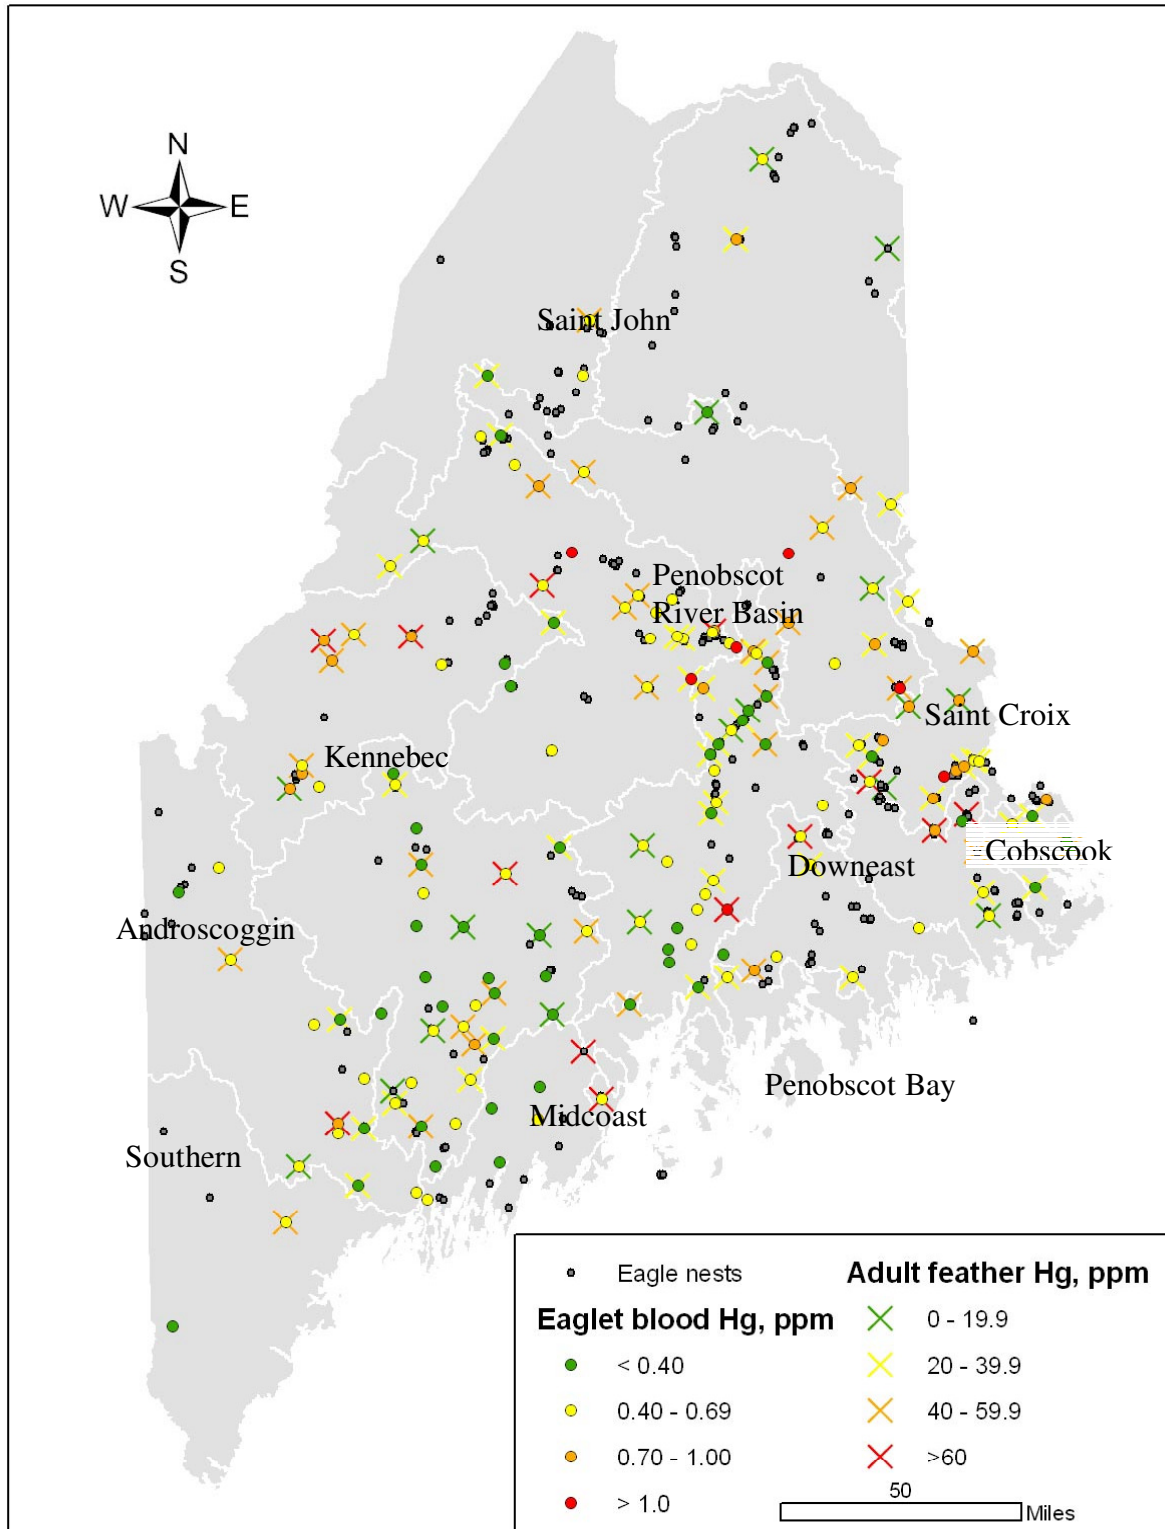 N
W E
S
Saint John
Penobscot
River Basin
Saint Croix
Kennebec
Cobscook
Downeast
Androscoggin
Penobscot Bay
Midcoast
Southern
Eagle nests
Eaglet blood Hg, ppm
< 0.40
0.40 - 0.69
0.70 - 1.00
> 1.0
Adult feather Hg, ppm
0 - 19.9
20 - 39.9
40 - 59.9
>60
50
Miles